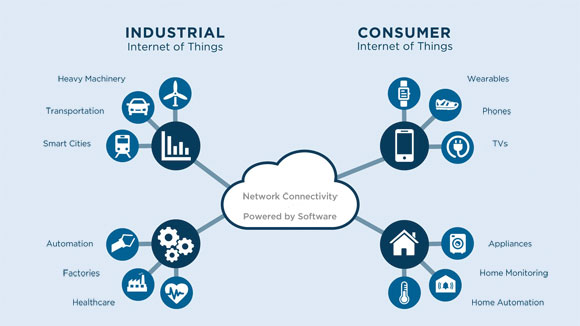 INDUSTRIAL
Internet of Things
CONSUMER
Internet of Things
Heavy Machinery
Transportation
Smart Cities
Wearables
Phones
TVs
Network Connectivity
Powered by Software
Automation
Factories
Healthcare
Appliances
Home Monitoring
Home Automation